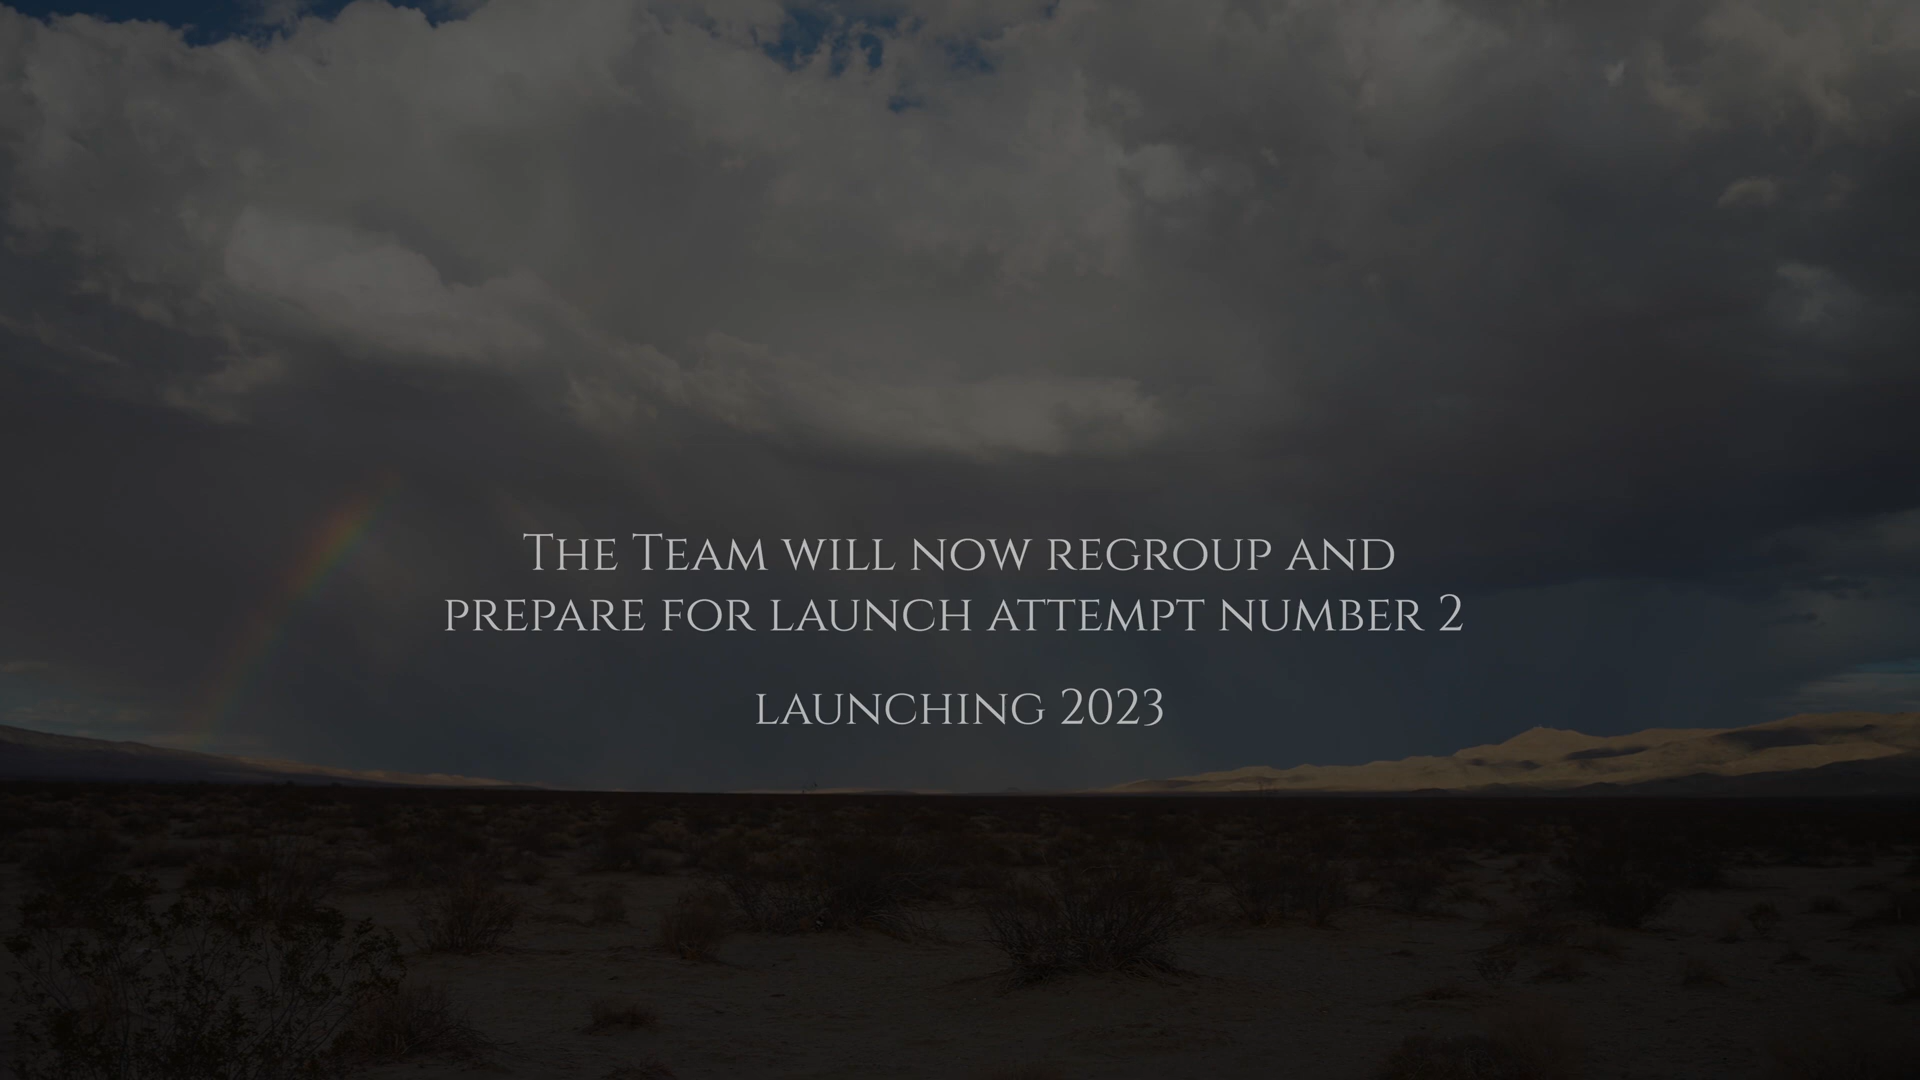 The Team will now regroup and
prepare for launch attempt number 2
launching 2023